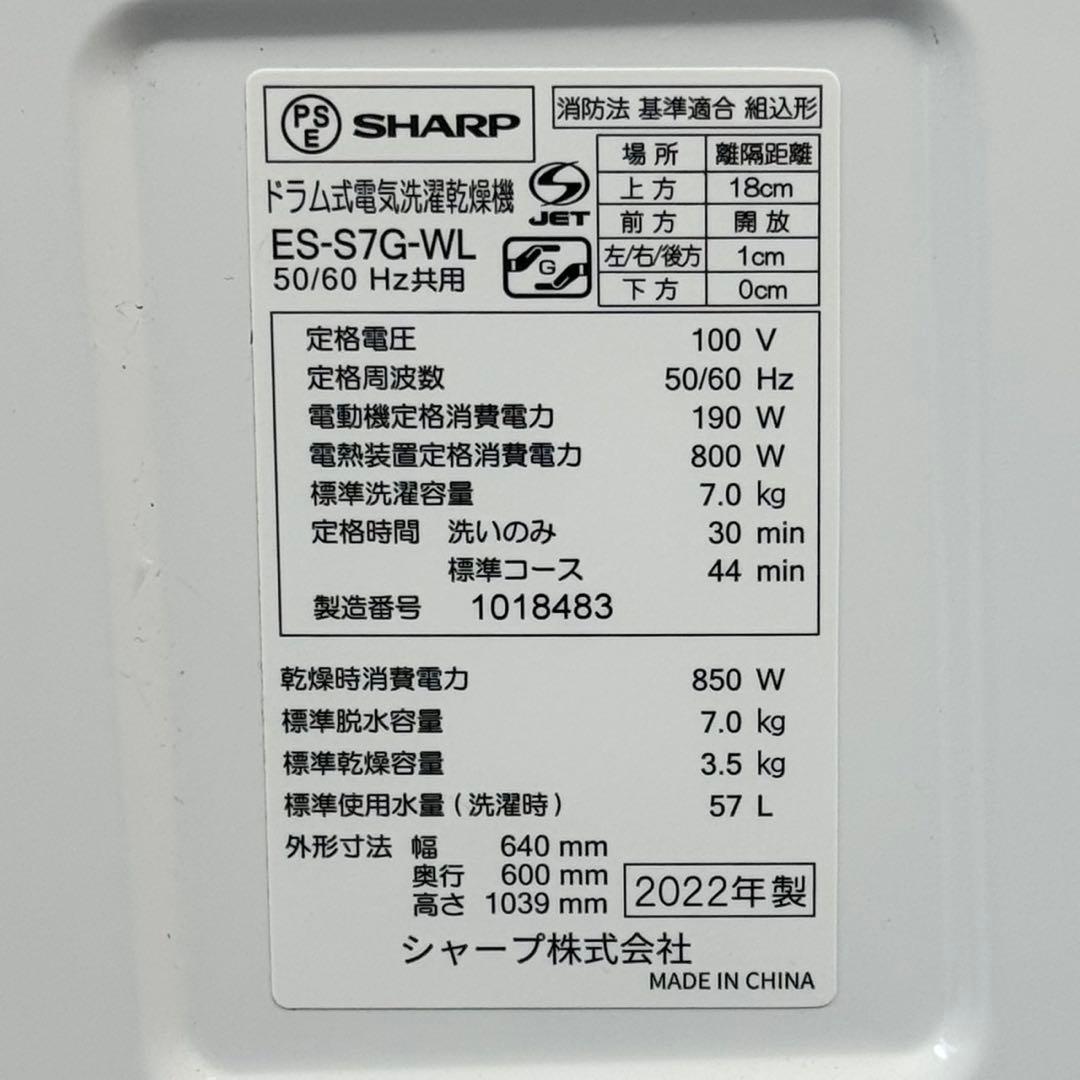 PSE SHARP
消防法 基準適合 組込形
ドラム式電気洗濯乾燥機
S JET
ES-S7G-WL
50/60 Hz共用
G
場所 離隔距離
上方 18cm
前方 開放
左/右/後方 1cm
下方 0cm
定格電圧 100 V
定格周波数 50/60 Hz
電動機定格消費電力 190 W
電熱装置定格消費電力 800 W
標準洗濯容量 7.0 kg
定格時間 洗いのみ 30 min
標準コース 44 min
製造番号 1018483
乾燥時消費電力 850 W
標準脱水容量 7.0 kg
標準乾燥容量 3.5 kg
標準使用水量(洗濯時) 57 L
外形寸法 幅 640 mm
奥行 600 mm
高さ 1039 mm
2022年製
シャープ株式会社
MADE IN CHINA